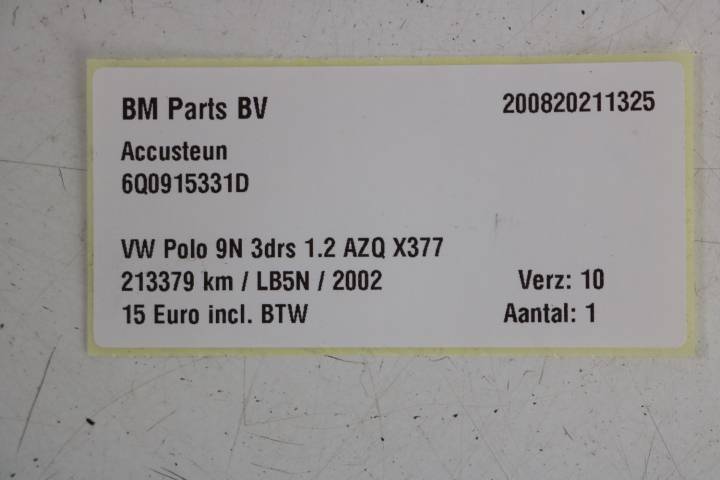 BM Parts BV 200820211325
Accusteun
6Q0915331D
VW Polo 9N 3drs 1.2 AZQ X377
213379 km / LB5N / 2002 Verz: 10
15 Euro incl. BTW Aantal: 1